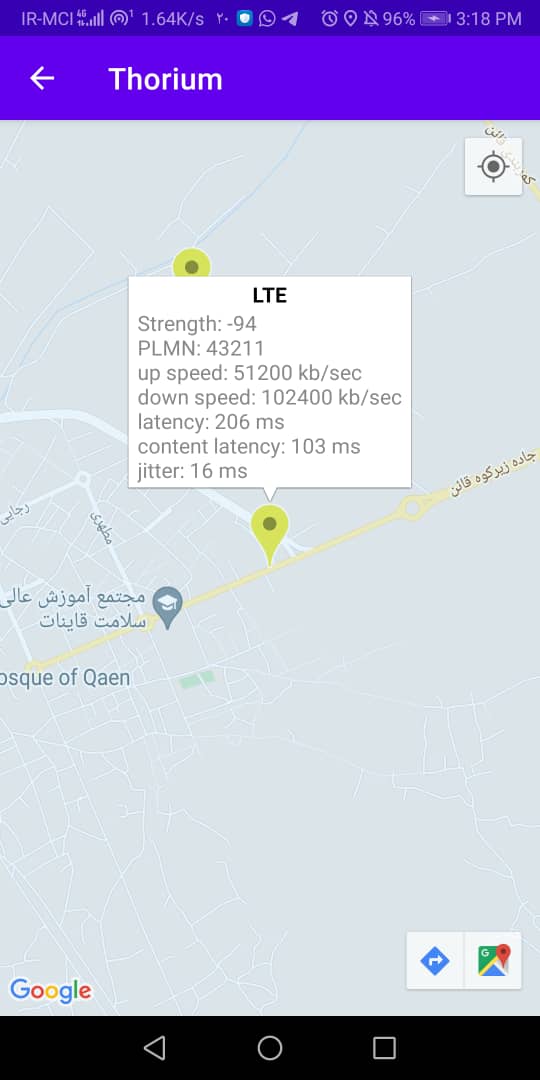 IR-MCI 4G 1.64K/s ۲۰ 96% 3:18 PM
Thorium
قائن
LTE
Strength: -94
PLMN: 43211
up speed: 51200 kb/sec
down speed: 102400 kb/sec
latency: 206 ms
content latency: 103 ms
jitter: 16 ms
جاده زیرکوه قائن
رجایی
مطهری
مجتمع آموزش عالی
سلامت قاینات
osque of Qaen
Google